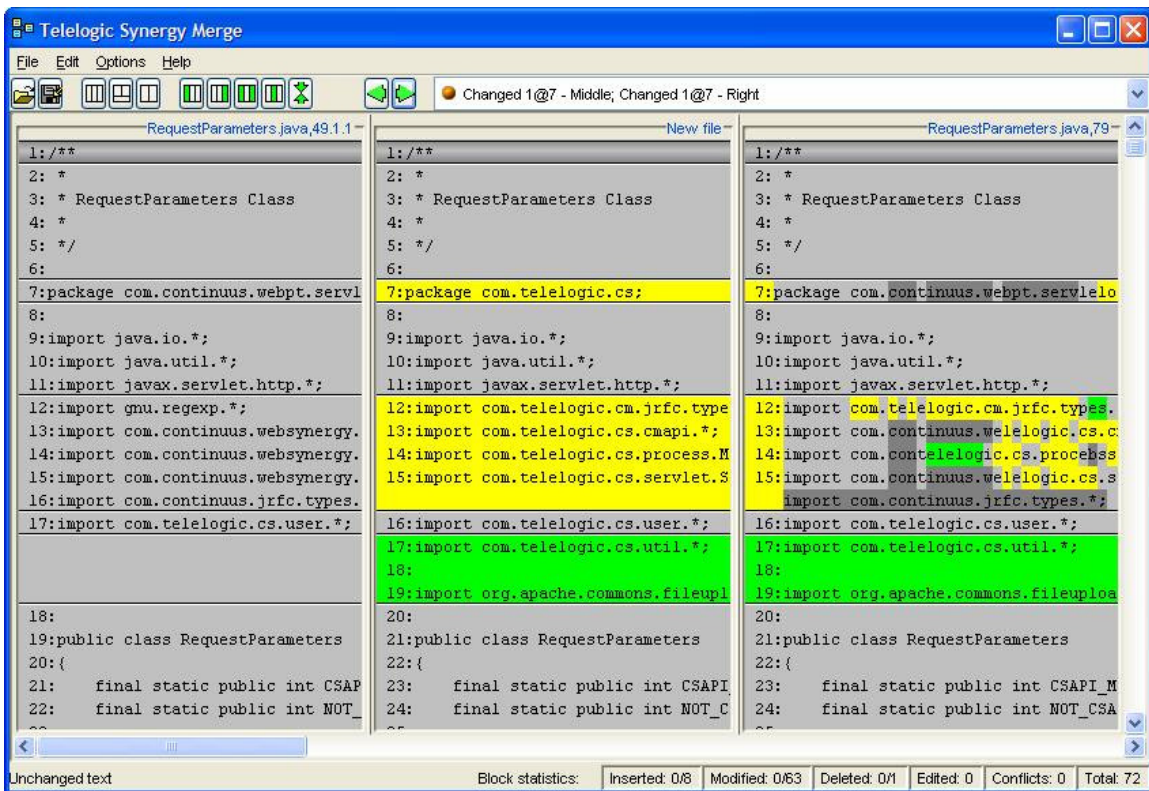 Telelogic Synergy Merge
File Edit Options Help
Changed 1@7 - Middle; Changed 1@7 - Right
RequestParameters.java,49.1.1
1:/**
2: *
3: * RequestParameters Class
4: *
5: */
6:
7:package com.continuus.webpt.servl
8:
9:import java.io.*;
10:import java.util.*;
11:import javax.servlet.http.*;
12:import gnu.regexp.*;
13:import com.continuus.websynergy.
14:import com.continuus.websynergy.
15:import com.continuus.websynergy.
16:import com.continuus.jrfc.types.
17:import com.telelogic.cs.user.*;
18:
19:public class RequestParameters
20:{
21: final static public int CSAP
22: final static public int NOT_
New file
1:/**
2: *
3: * RequestParameters Class
4: *
5: */
6:
7:package com.telelogic.cs;
8:
9:import java.io.*;
10:import java.util.*;
11:import javax.servlet.http.*;
12:import com.telelogic.cm.jrfc.type
13:import com.telelogic.cs.cmapi.*;
14:import com.telelogic.cs.process.M
15:import com.telelogic.cs.servlet.S
16:import com.telelogic.cs.user.*;
17:import com.telelogic.cs.util.*;
18:
19:import org.apache.commons.fileupl
20:
21:public class RequestParameters
22:{
23: final static public int CSAPI_
24: final static public int NOT_C
RequestParameters.java,79
1:/**
2: *
3: * RequestParameters Class
4: *
5: */
6:
7:package com.continuus.webpt.servlelo
8:
9:import java.io.*;
10:import java.util.*;
11:import javax.servlet.http.*;
12:import com.telelogic.cm.jrfc.types.
13:import com.continuus.welelogic.cs.c
14:import com.contelelogic.cs.procebss
15:import com.continuus.welelogic.cs.s
import com.continuus.jrfc.types.*;
16:import com.telelogic.cs.user.*;
17:import com.telelogic.cs.util.*;
18:
19:import org.apache.commons.fileuploa
20:
21:public class RequestParameters
22:{
23: final static public int CSAPI_M
24: final static public int NOT_CSA
Unchanged text
Block statistics: Inserted: 0/8 Modified: 0/63 Deleted: 0/1 Edited: 0 Conflicts: 0 Total: 72